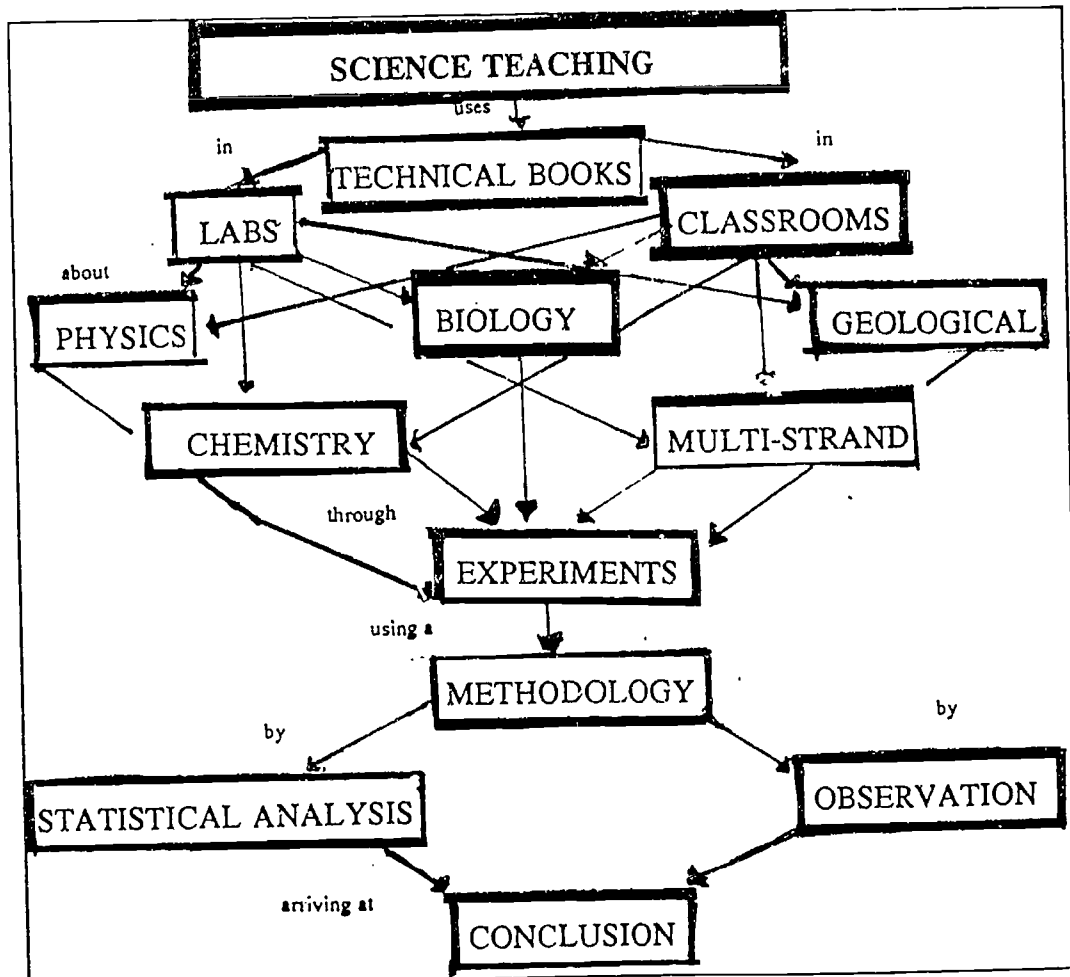 SCIENCE TEACHING
uses
in
in
TECHNICAL BOOKS
LABS
CLASSROOMS
about
PHYSICS
BIOLOGY
GEOLOGICAL
CHEMISTRY
MULTI-STRAND
through
EXPERIMENTS
using a
METHODOLOGY
by
by
STATISTICAL ANALYSIS
OBSERVATION
arriving at
CONCLUSION